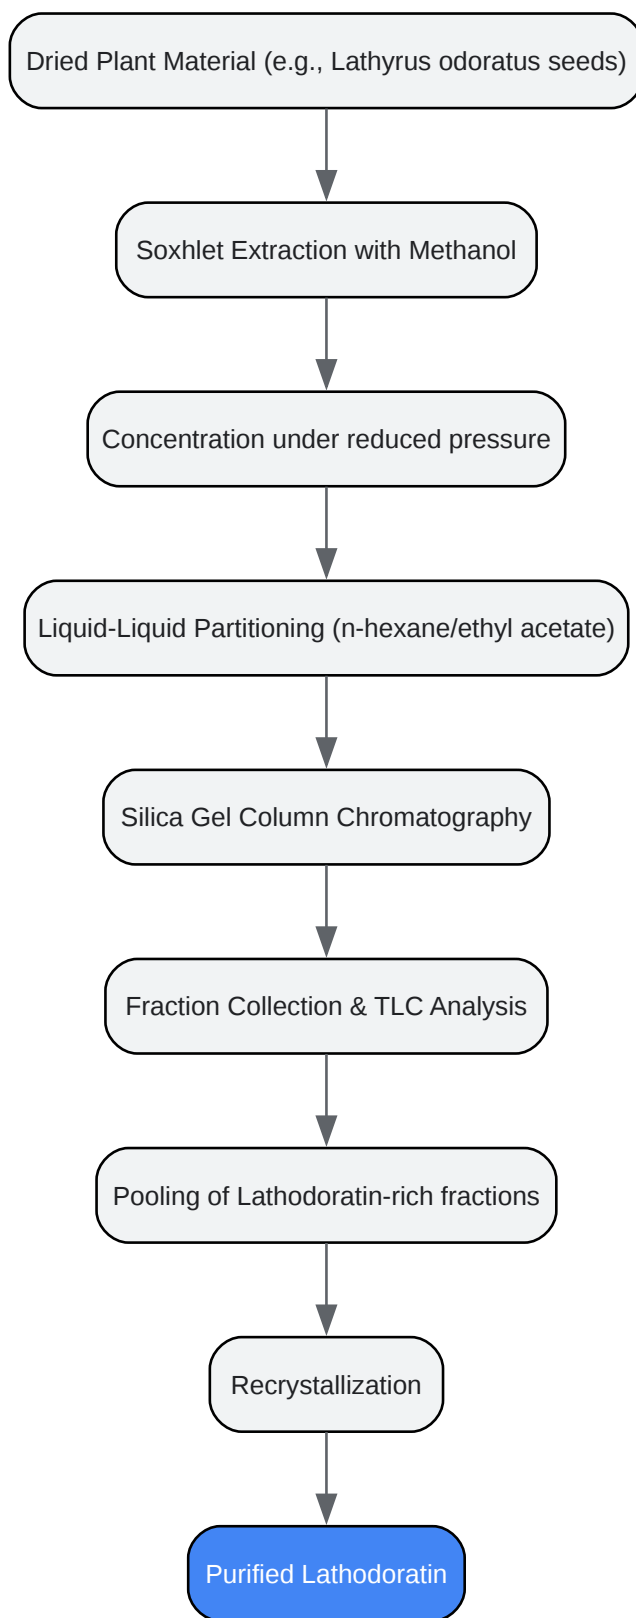 Dried Plant Material (e.g., Lathyrus odoratus seeds)
Soxhlet Extraction with Methanol
Concentration under reduced pressure
Liquid-Liquid Partitioning (n-hexane/ethyl acetate)
Silica Gel Column Chromatography
Fraction Collection & TLC Analysis
Pooling of Lathodoratin-rich fractions
Recrystallization
Purified Lathodoratin